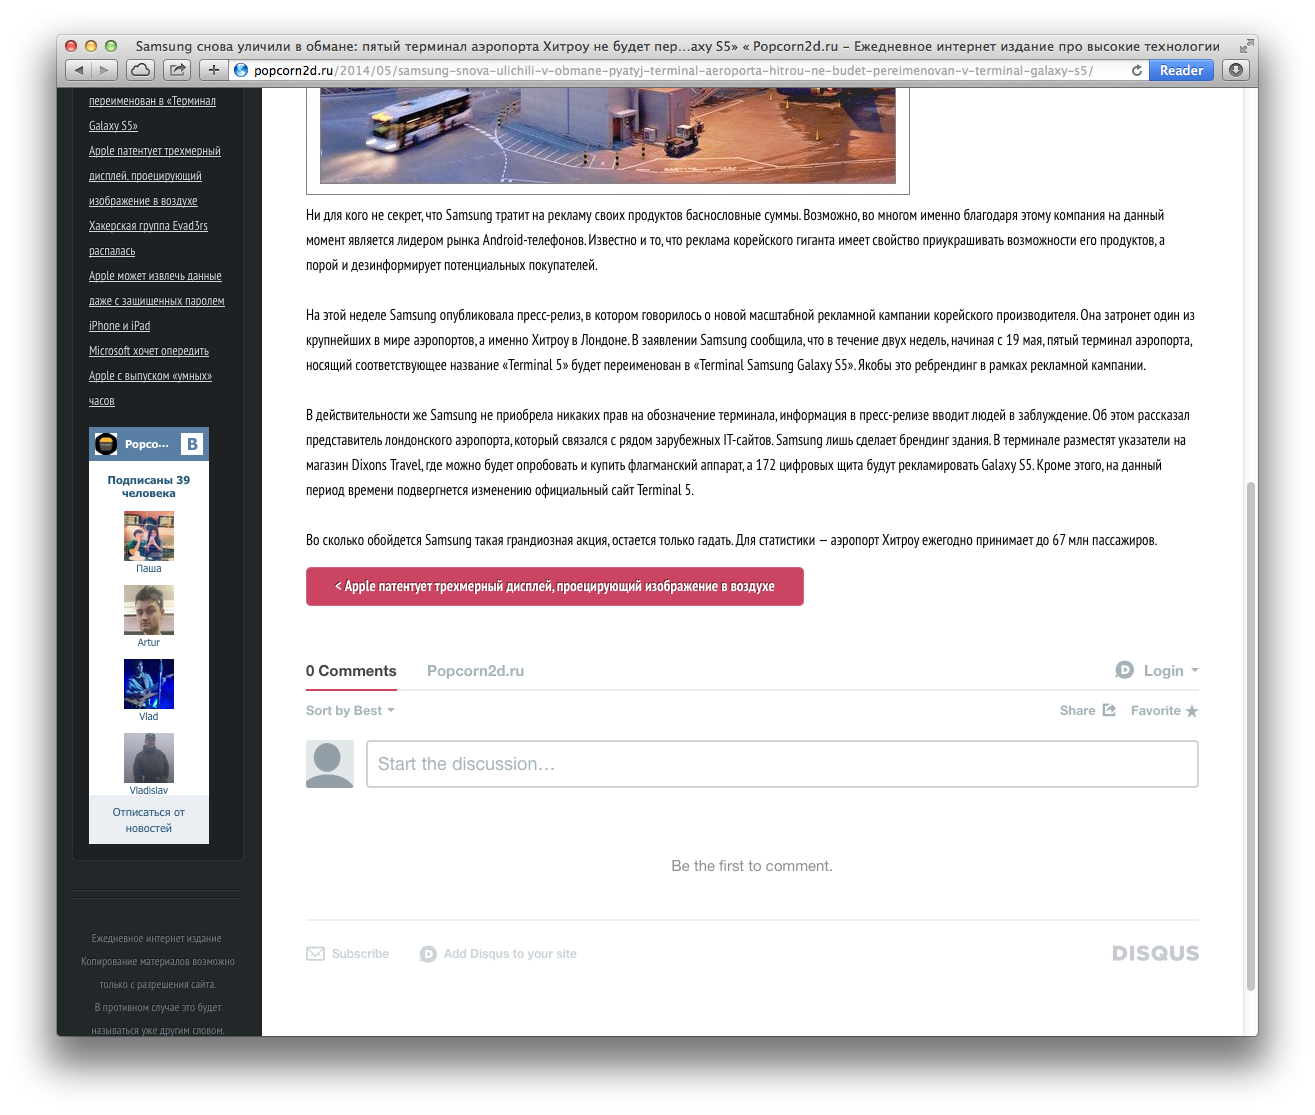 Samsung снова уличили в обмане: пятый терминал аэропорта Хитроу не будет пер…аху S5» « Popcorn2d.ru – Ежедневное интернет издание про высокие технологии
popcorn2d.ru/2014/05/samsung-snova-ulichili-v-obmane-pyatyj-terminal-aeroporta-hitrou-ne-budet-pereimenovan-v-terminal-galaxy-s5/
Reader
переименован в «Терминал
Galaxy S5»
Apple патентует трехмерный
дисплей, проецирующий
изображение в воздухе
Хакерская группа Evad3rs
распалась
Apple может извлечь данные
даже с защищенных паролем
iPhone и iPad
Microsoft хочет опередить
Apple с выпуском «умных»
часов
Popco...
B
Подписаны 39
человека
Паша
Artur
Vlad
Vladislav
Отписаться от
новостей
Ежедневное интернет издание
Копирование материалов возможно
только с разрешения сайта.
В противном случае это будет
называться уже другим словом.
Ни для кого не секрет, что Samsung тратит на рекламу своих продуктов баснословные суммы. Возможно, во многом именно благодаря этому компания на данный
момент является лидером рынка Android-телефонов. Известно и то, что реклама корейского гиганта имеет свойство приукрашивать возможности его продуктов, а
порой и дезинформирует потенциальных покупателей.
На этой неделе Samsung опубликовала пресс-релиз, в котором говорилось о новой масштабной рекламной кампании корейского производителя. Она затронет один из
крупнейших в мире аэропортов, а именно Хитроу в Лондоне. В заявлении Samsung сообщила, что в течение двух недель, начиная с 19 мая, пятый терминал аэропорта,
носящий соответствующее название «Terminal 5» будет переименован в «Terminal Samsung Galaxy S5». Якобы это ребрендинг в рамках рекламной кампании.
В действительности же Samsung не приобрела никаких прав на обозначение терминала, информация в пресс-релизе вводит людей в заблуждение. Об этом рассказал
представитель лондонского аэропорта, который связался с рядом зарубежных IT-сайтов. Samsung лишь сделает брендинг здания. В терминале разместят указатели на
магазин Dixons Travel, где можно будет опробовать и купить флагманский аппарат, а 172 цифровых щита будут рекламировать Galaxy S5. Кроме этого, на данный
период времени подвергнется изменению официальный сайт Terminal 5.
Во сколько обойдется Samsung такая грандиозная акция, остается только гадать. Для статистики — аэропорт Хитроу ежегодно принимает до 67 млн пассажиров.
< Apple патентует трехмерный дисплей, проецирующий изображение в воздухе
0 Comments Popcorn2d.ru Login
Sort by Best Share Favorite
Start the discussion…
Be the first to comment.
Subscribe Add Disqus to your site DISQUS